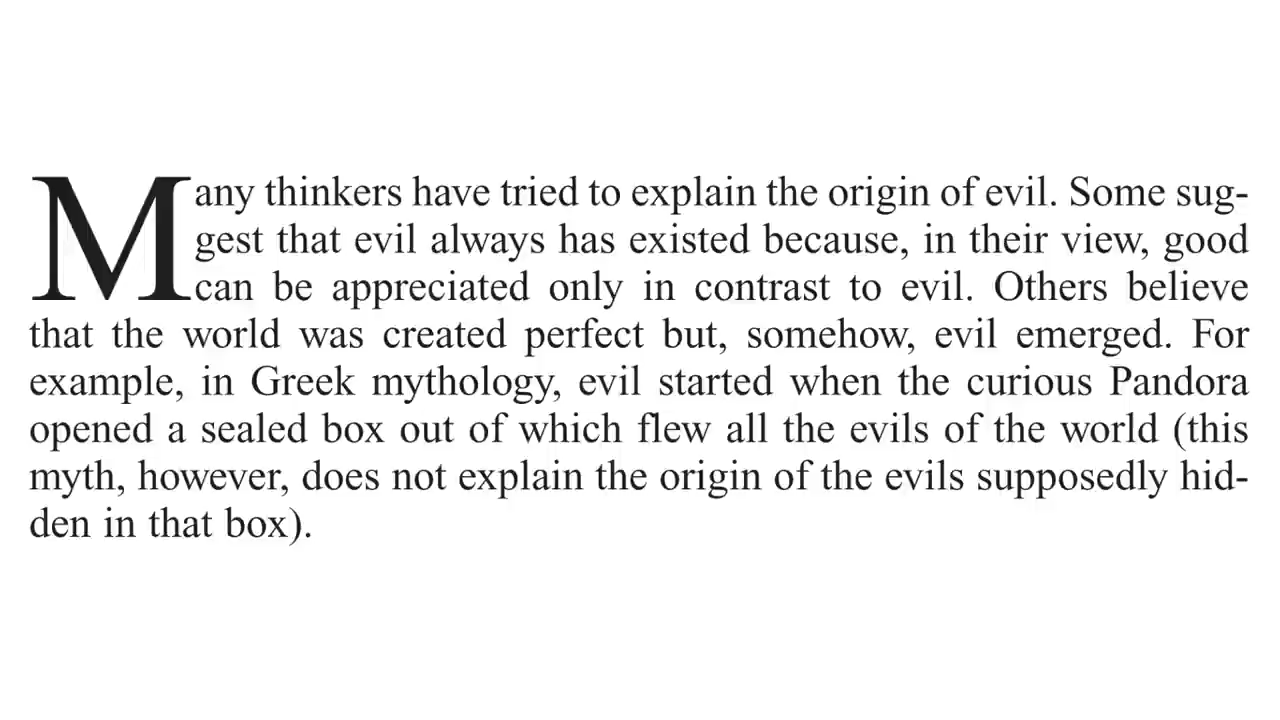 Many thinkers have tried to explain the origin of evil. Some sug-
gest that evil always has existed because, in their view, good
can be appreciated only in contrast to evil. Others believe
that the world was created perfect but, somehow, evil emerged. For
example, in Greek mythology, evil started when the curious Pandora
opened a sealed box out of which flew all the evils of the world (this
myth, however, does not explain the origin of the evils supposedly hid-
den in that box).